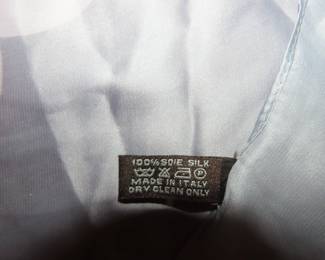 100% SOIE SILK
P
MADE IN ITALY
DRY CLEAN ONLY